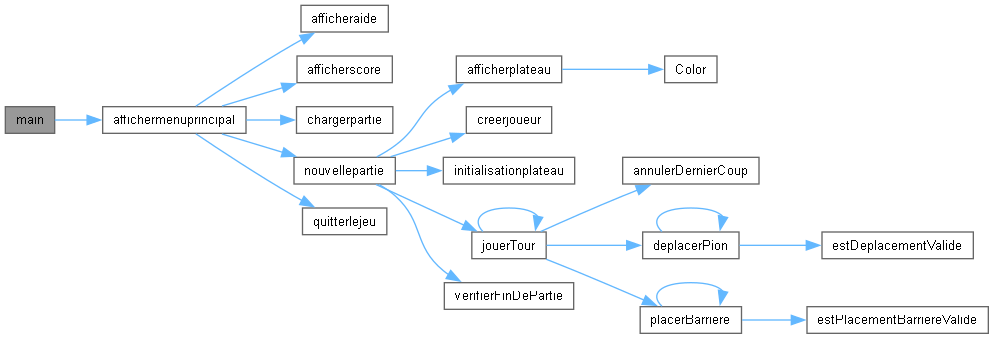 main
affichermenuprincipal
afficheraide
afficherscore
chargerpartie
nouvellepartie
quitterlejeu
afficherplateau
Color
creerjoueur
initialisationplateau
jouerTour
verifierFinDePartie
annulerDernierCoup
deplacerPion
estDeplacementValide
placerBarriere
estPlacementBarriereValide